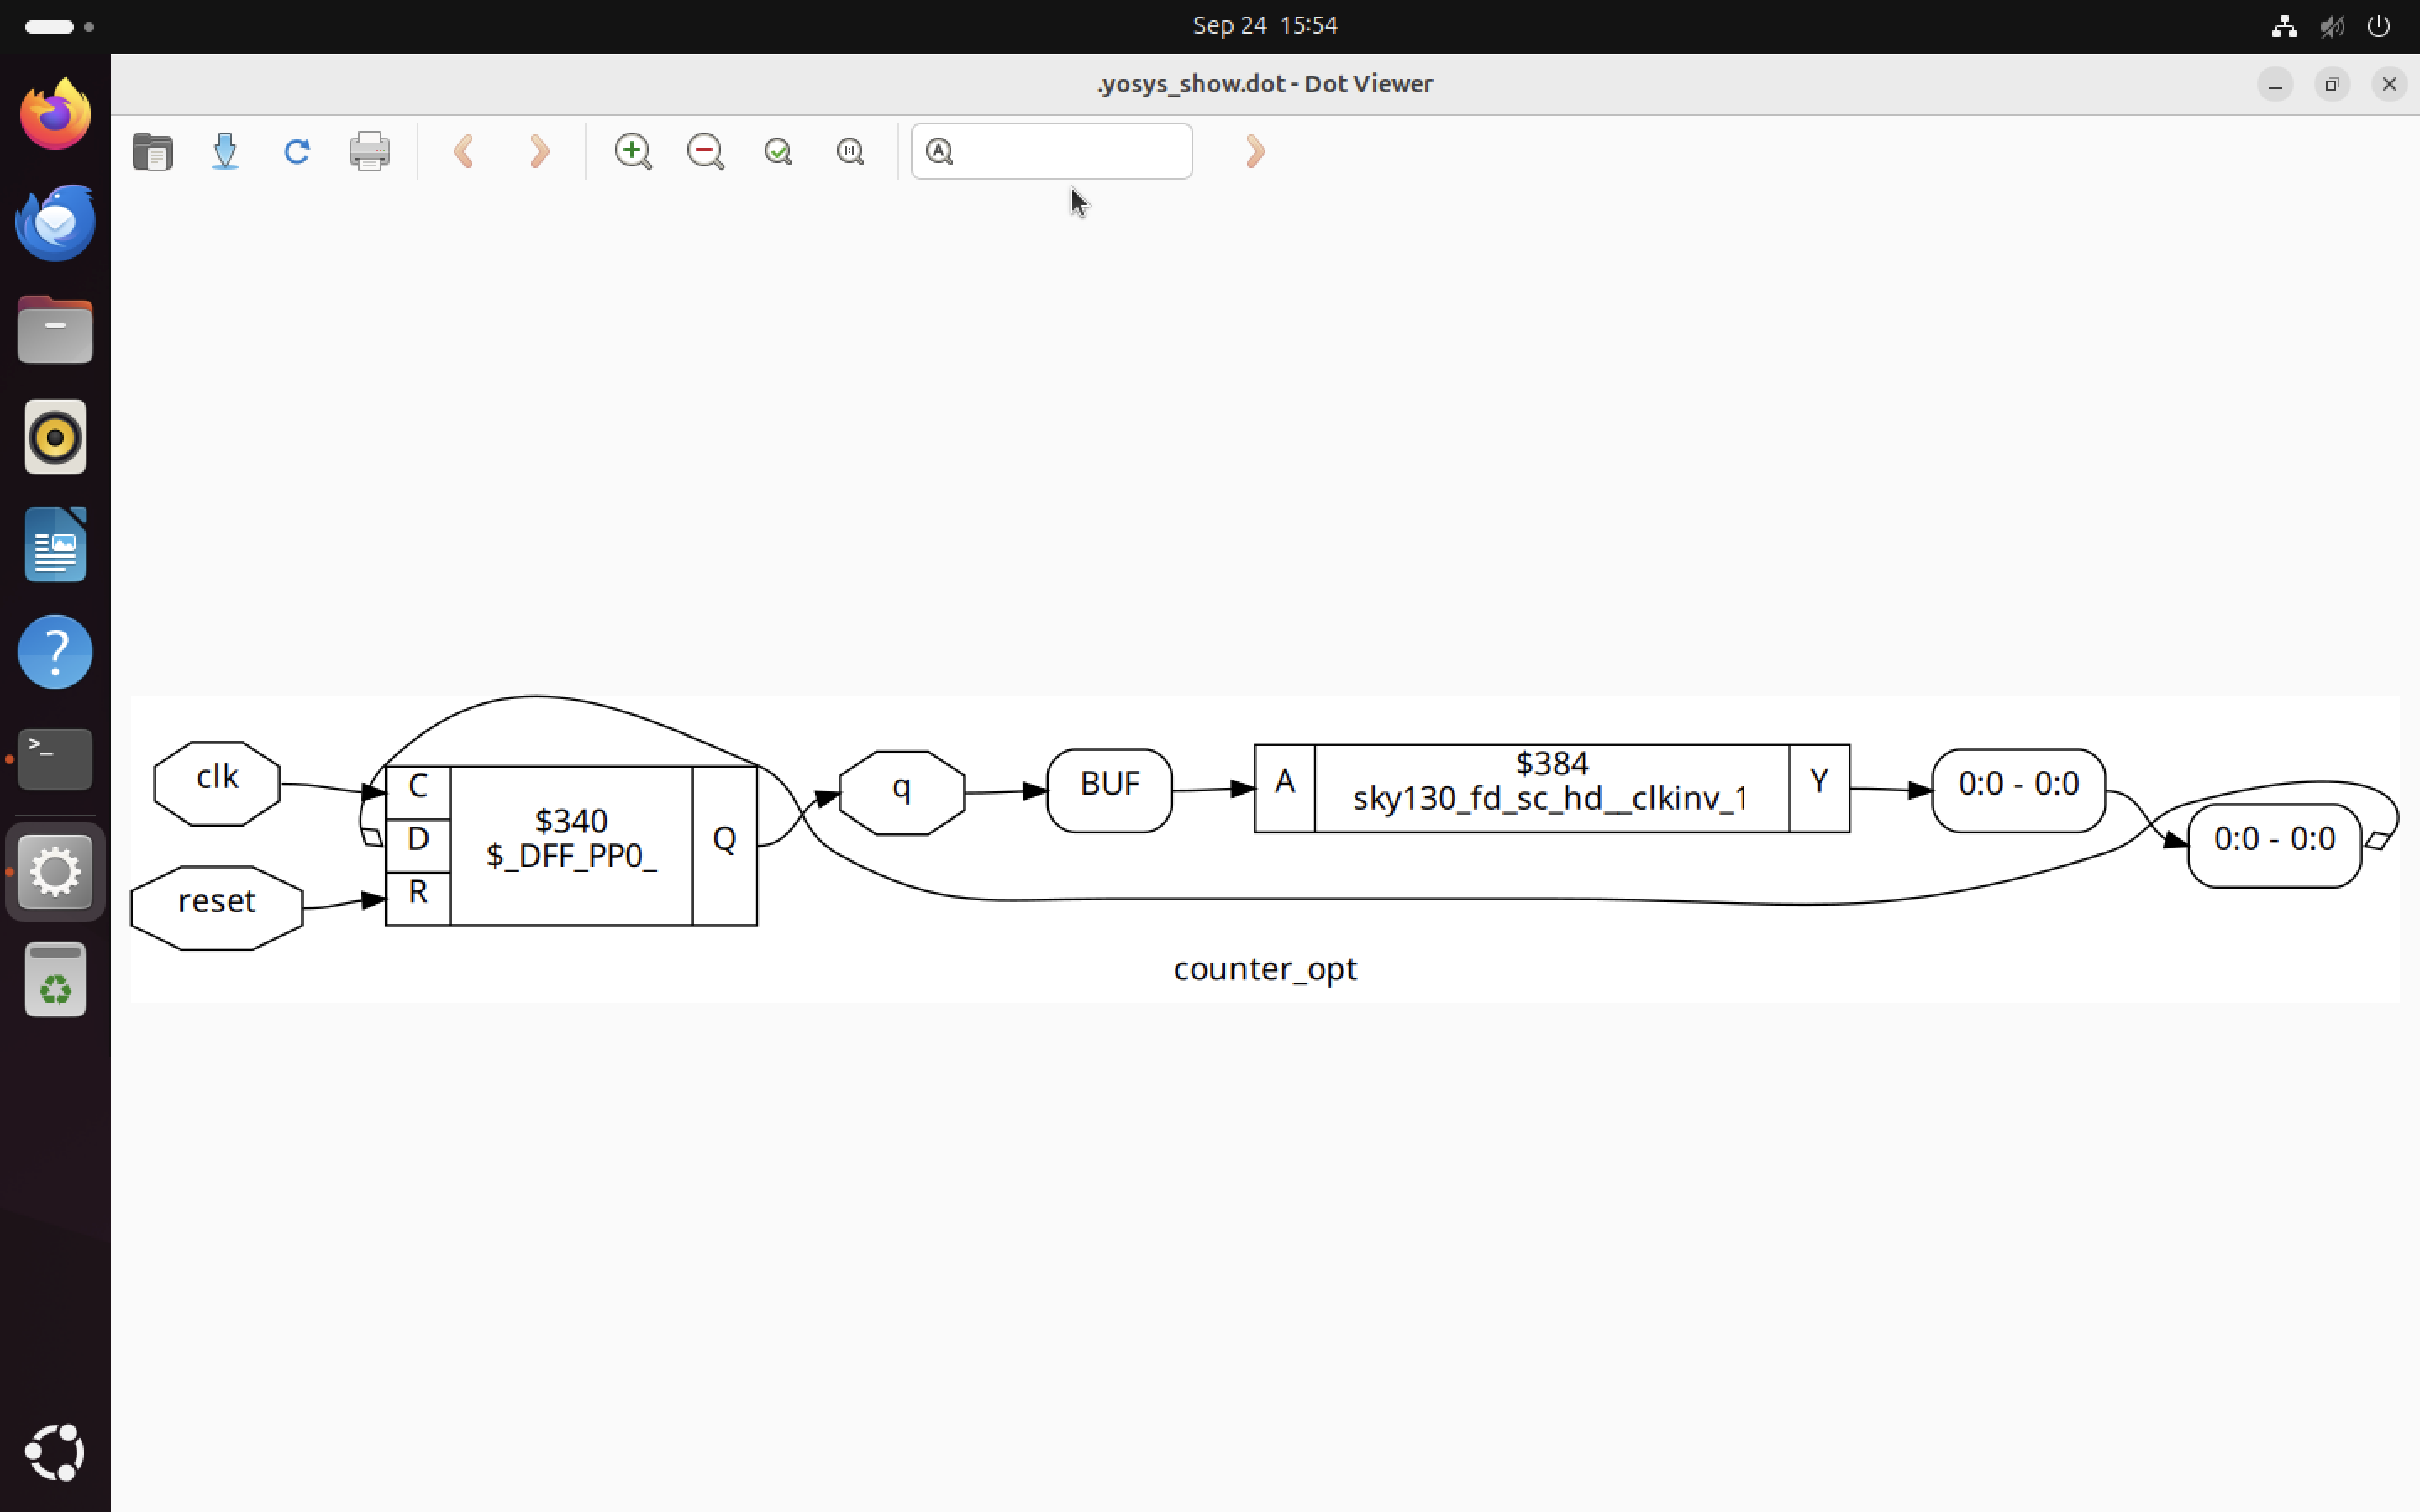 Sep 24 15:54
.yosys_show.dot - Dot Viewer
clk
reset
C
D
R
$340
$_DFF_PP0_
Q
q
BUF
A
$384
sky130_fd_sc_hd__clkinv_1
Y
0:0 - 0:0
0:0 - 0:0
counter_opt